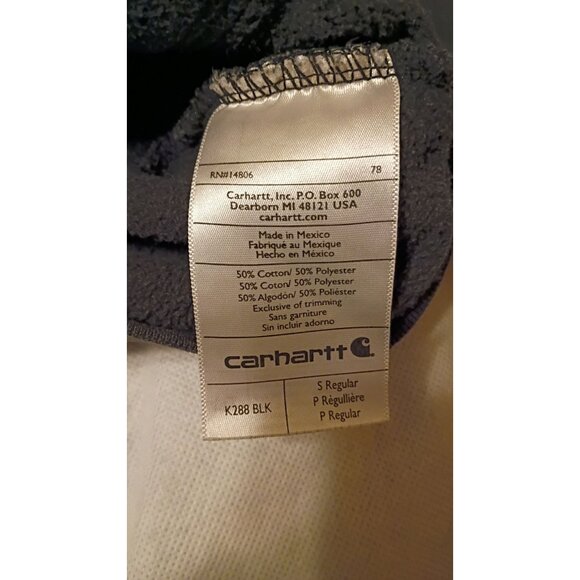 RN#14806 78
Carhartt, Inc. P.O. Box 600
Dearborn MI 48121 USA
carhartt.com
Made in Mexico
Fabriqué au Mexique
Hecho en México
50% Cotton/ 50% Polyester
50% Coton/ 50% Polyester
50% Algodón/ 50% Poliéster
Exclusive of trimming
Sans garniture
Sin incluir adorno
carhartt
K288 BLK
S Regular
P Régullière
P Regular